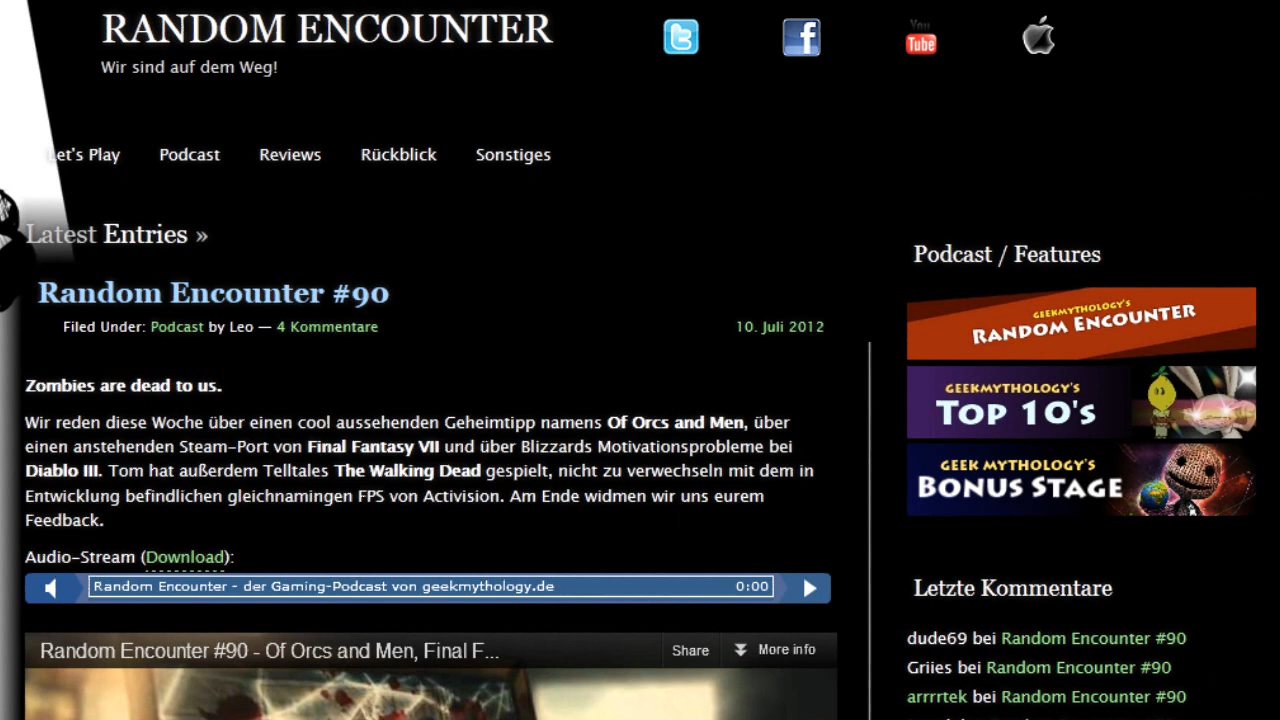 RANDOM ENCOUNTER
Wir sind auf dem Weg!
You
Tube
Let's Play Podcast Reviews Rückblick Sonstiges
Latest Entries »
Random Encounter #90
Filed Under: Podcast by Leo — 4 Kommentare 10. Juli 2012
Zombies are dead to us.
Wir reden diese Woche über einen cool aussehenden Geheimtipp namens Of Orcs and Men, über
einen anstehenden Steam-Port von Final Fantasy VII und über Blizzards Motivationsprobleme bei
Diablo III. Tom hat außerdem Telltales The Walking Dead gespielt, nicht zu verwechseln mit dem in
Entwicklung befindlichen gleichnamingen FPS von Activision. Am Ende widmen wir uns eurem
Feedback.
Audio-Stream (Download):
Random Encounter - der Gaming-Podcast von geekmythology.de 0:00
Random Encounter #90 - Of Orcs and Men, Final F... Share More info
Podcast / Features
GEEKMYTHOLOGY'S
RANDOM ENCOUNTER
GEEKMYTHOLOGY'S
TOP 10'S
GEEK MYTHOLOGY'S
BONUS STAGE
Letzte Kommentare
dude69 bei Random Encounter #90
Griies bei Random Encounter #90
arrrrtek bei Random Encounter #90